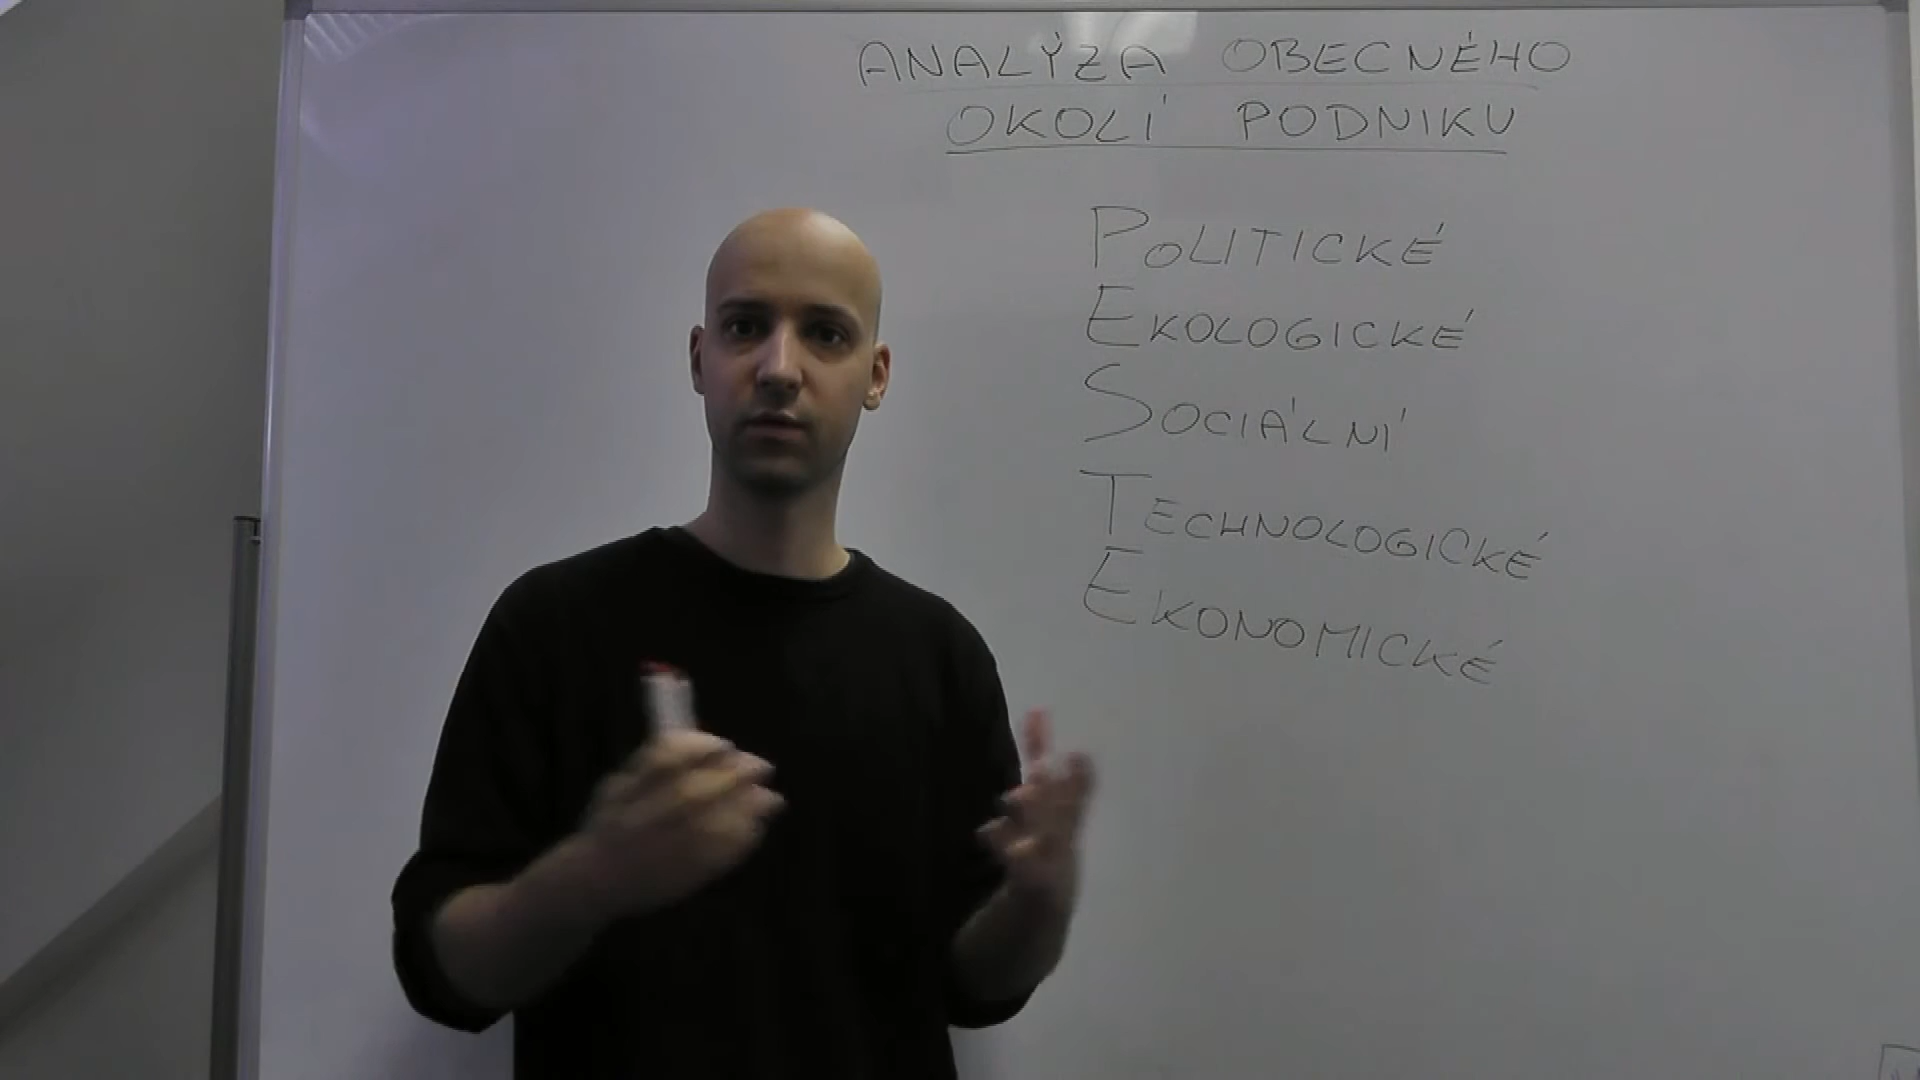 ANALÝZA OBECNÉHO
OKOLÍ PODNIKU
POLITICKÉ
EKOLOGICKÉ
SOCIÁLNÍ
TECHNOLOGICKÉ
EKONOMICKÉ